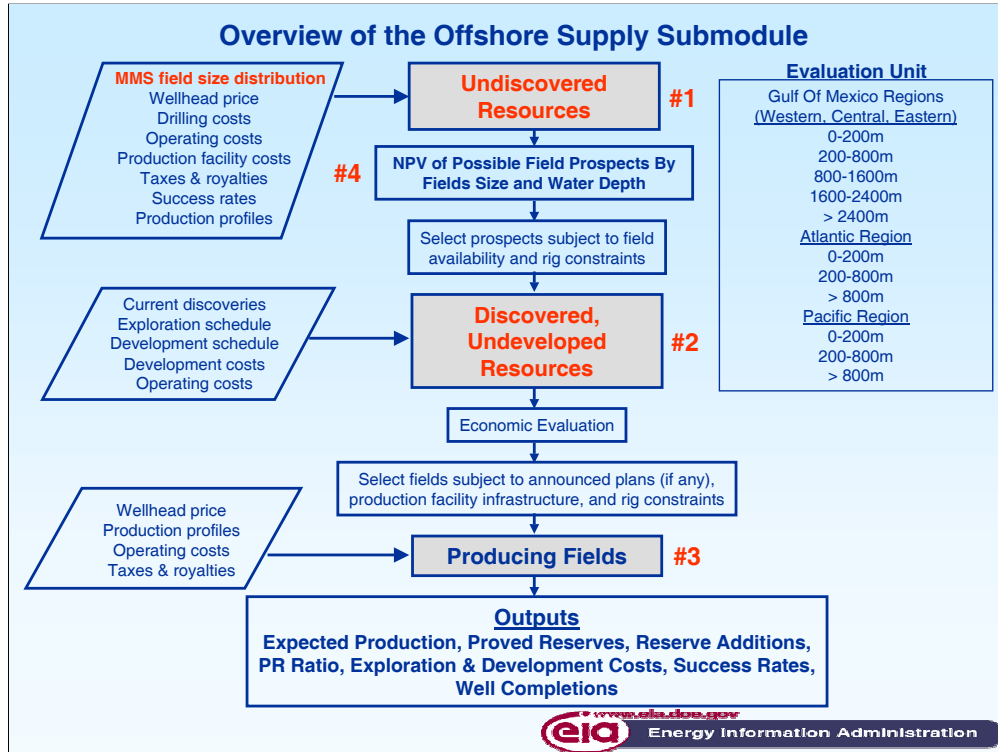 Overview of the Offshore Supply Submodule
MMS field size distribution
Wellhead price
Drilling costs
Operating costs
Production facility costs
Taxes & royalties
Success rates
Production profiles
Undiscovered
Resources
#1
#4
NPV of Possible Field Prospects By
Fields Size and Water Depth
Select prospects subject to field
availability and rig constraints
Current discoveries
Exploration schedule
Development schedule
Development costs
Operating costs
Discovered,
Undeveloped
Resources
#2
Economic Evaluation
Select fields subject to announced plans (if any),
production facility infrastructure, and rig constraints
Wellhead price
Production profiles
Operating costs
Taxes & royalties
Producing Fields
#3
Outputs
Expected Production, Proved Reserves, Reserve Additions,
PR Ratio, Exploration & Development Costs, Success Rates,
Well Completions
Evaluation Unit
Gulf Of Mexico Regions
(Western, Central, Eastern)
0-200m
200-800m
800-1600m
1600-2400m
> 2400m
Atlantic Region
0-200m
200-800m
> 800m
Pacific Region
0-200m
200-800m
> 800m
www.eia.doe.gov
eia
Energy Information Administration